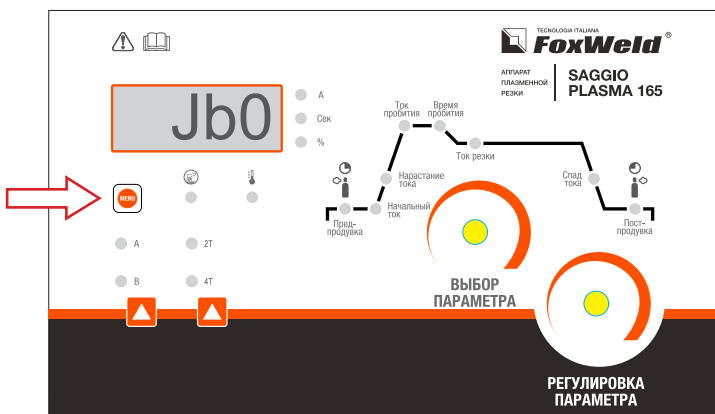 TECNOLOGIA ITALIANA
FoxWeld®
АППАРАТ
ПЛАЗМЕННОЙ
РЕЗКИ
SAGGIO
PLASMA 165
Jb0
A
Сек
%
MENU
A
2T
B
4T
Ток
пробития
Время
пробития
Ток резки
Нарастание
тока
Начальный
ток
Пред-
продувка
Спад
тока
Пост-
продувка
ВЫБОР
ПАРАМЕТРА
РЕГУЛИРОВКА
ПАРАМЕТРА